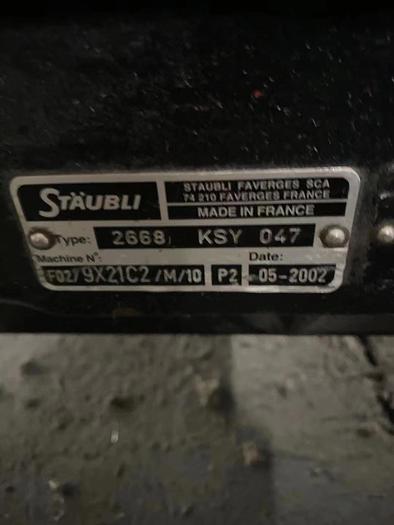 STÄUBLI
STAUBLI FAVERGES SCA
74 210 FAVERGES FRANCE
MADE IN FRANCE
Type: 2668 KSY 047
Machine N°: Date:
F02/9X21C2/M/10 P2 05-2002